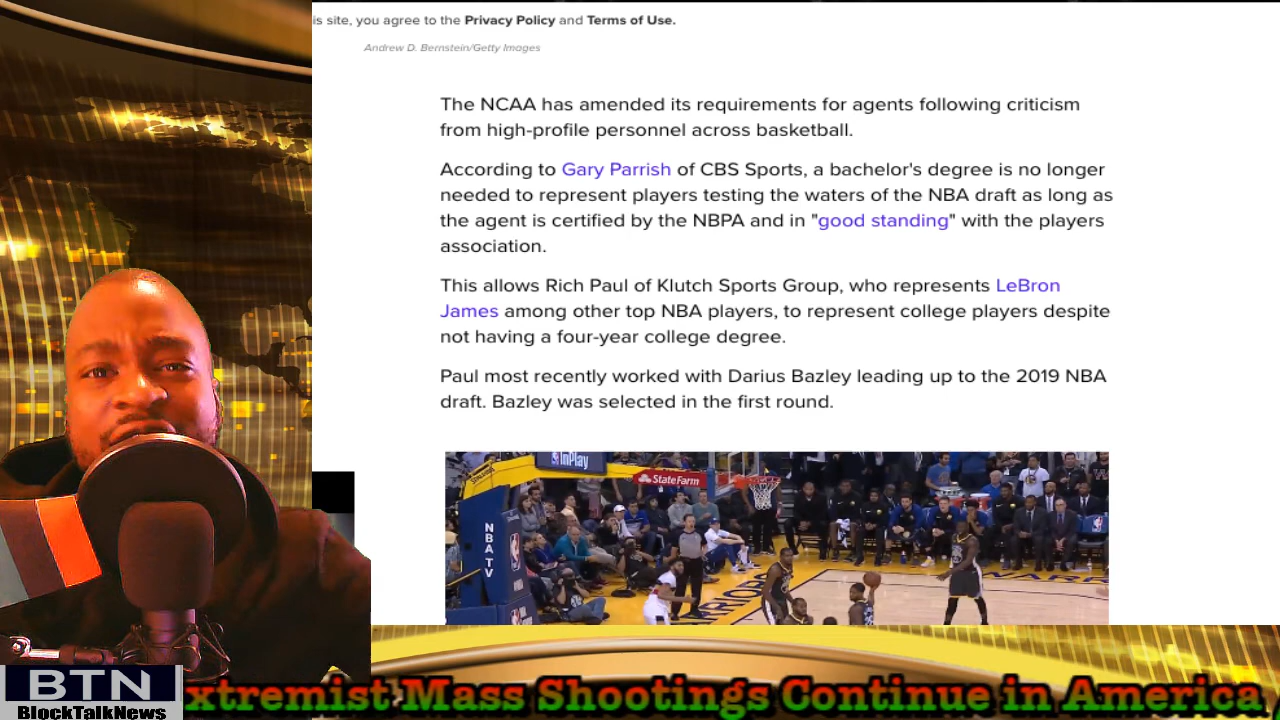 is site, you agree to the Privacy Policy and Terms of Use.
Andrew D. Bernstein/Getty Images
The NCAA has amended its requirements for agents following criticism
from high-profile personnel across basketball.
According to Gary Parrish of CBS Sports, a bachelor's degree is no longer
needed to represent players testing the waters of the NBA draft as long as
the agent is certified by the NBPA and in "good standing" with the players
association.
This allows Rich Paul of Klutch Sports Group, who represents LeBron
James among other top NBA players, to represent college players despite
not having a four-year college degree.
Paul most recently worked with Darius Bazley leading up to the 2019 NBA
draft. Bazley was selected in the first round.
InPlay
StateFarm
NBA TV
BTN
BlockTalkNews
xtremist Mass Shootings Continue in America,